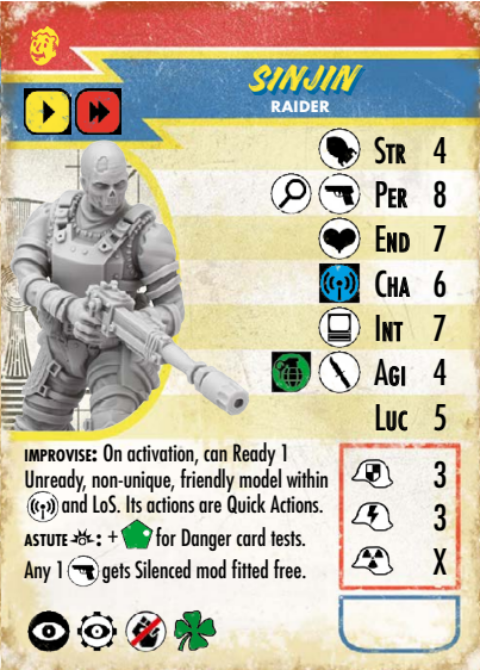 SINJIN
RAIDER
STR 4
PER 8
END 7
CHA 6
INT 7
AGI 4
LUC 5
IMPROVISE: On activation, can Ready 1
Unready, non-unique, friendly model within
and LoS. Its actions are Quick Actions.
ASTUTE : + for Danger card tests.
Any 1 gets Silenced mod fitted free.
3
3
X